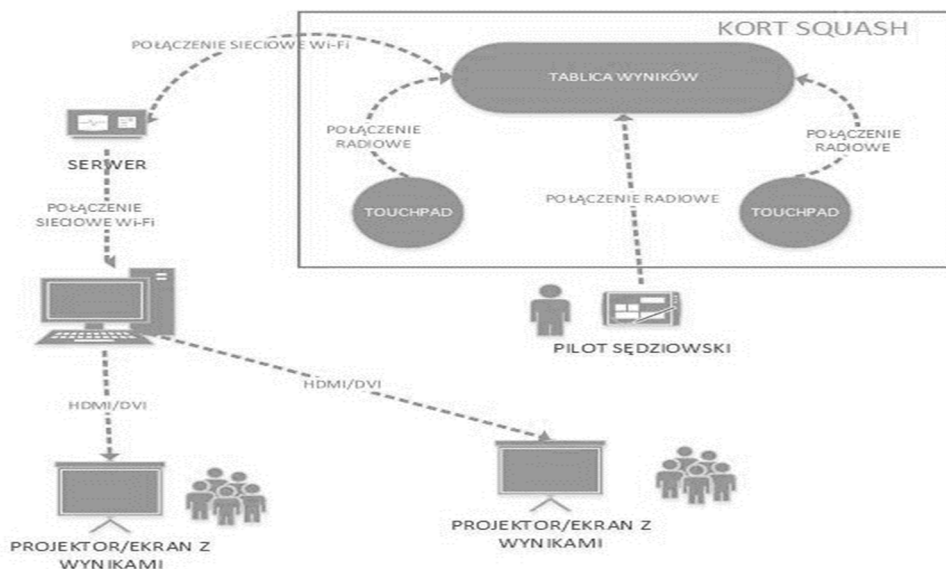 KORT SQUASH
POŁĄCZENIE SIECIOWE Wi-Fi
TABLICA WYNIKÓW
POŁĄCZENIE
RADIOWE
POŁĄCZENIE
RADIOWE
SERWER
POŁĄCZENIE RADIOWE
TOUCHPAD
TOUCHPAD
POŁĄCZENIE
SIECIOWE Wi-Fi
PILOT SĘDZIOWSKI
HDMI/DVI
HDMI/DVI
PROJEKTOR/EKRAN Z
WYNIKAMI
PROJEKTOR/EKRAN Z
WYNIKAMI